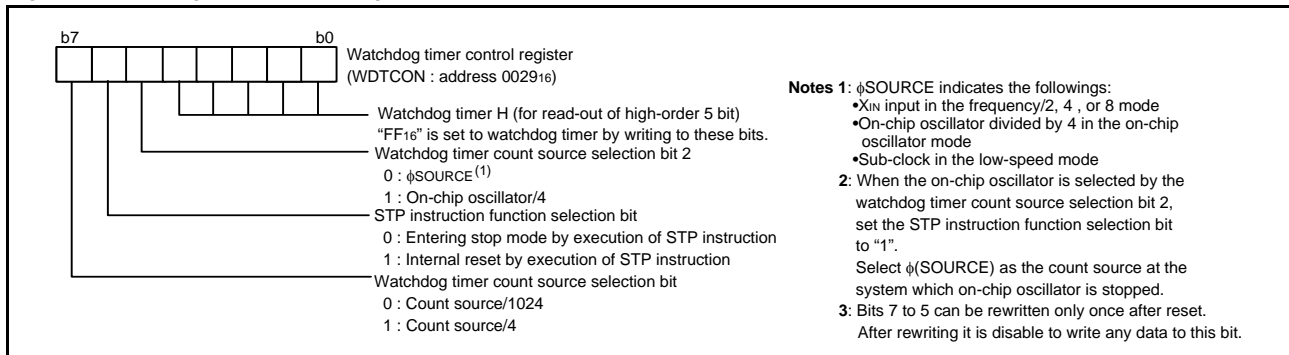 b7 b0
Watchdog timer control register
(WDTCON : address 002916)
Watchdog timer H (for read-out of high-order 5 bit)
“FF16” is set to watchdog timer by writing to these bits.
Watchdog timer count source selection bit 2
0 : ϕSOURCE(1)
1 : On-chip oscillator/4
STP instruction function selection bit
0 : Entering stop mode by execution of STP instruction
1 : Internal reset by execution of STP instruction
Watchdog timer count source selection bit
0 : Count source/1024
1 : Count source/4
Notes 1: ϕSOURCE indicates the followings:
•XIN input in the frequency/2, 4 , or 8 mode
•On-chip oscillator divided by 4 in the on-chip
oscillator mode
•Sub-clock in the low-speed mode
2: When the on-chip oscillator is selected by the
watchdog timer count source selection bit 2,
set the STP instruction function selection bit
to “1”.
Select ϕ(SOURCE) as the count source at the
system which on-chip oscillator is stopped.
3: Bits 7 to 5 can be rewritten only once after reset.
After rewriting it is disable to write any data to this bit.